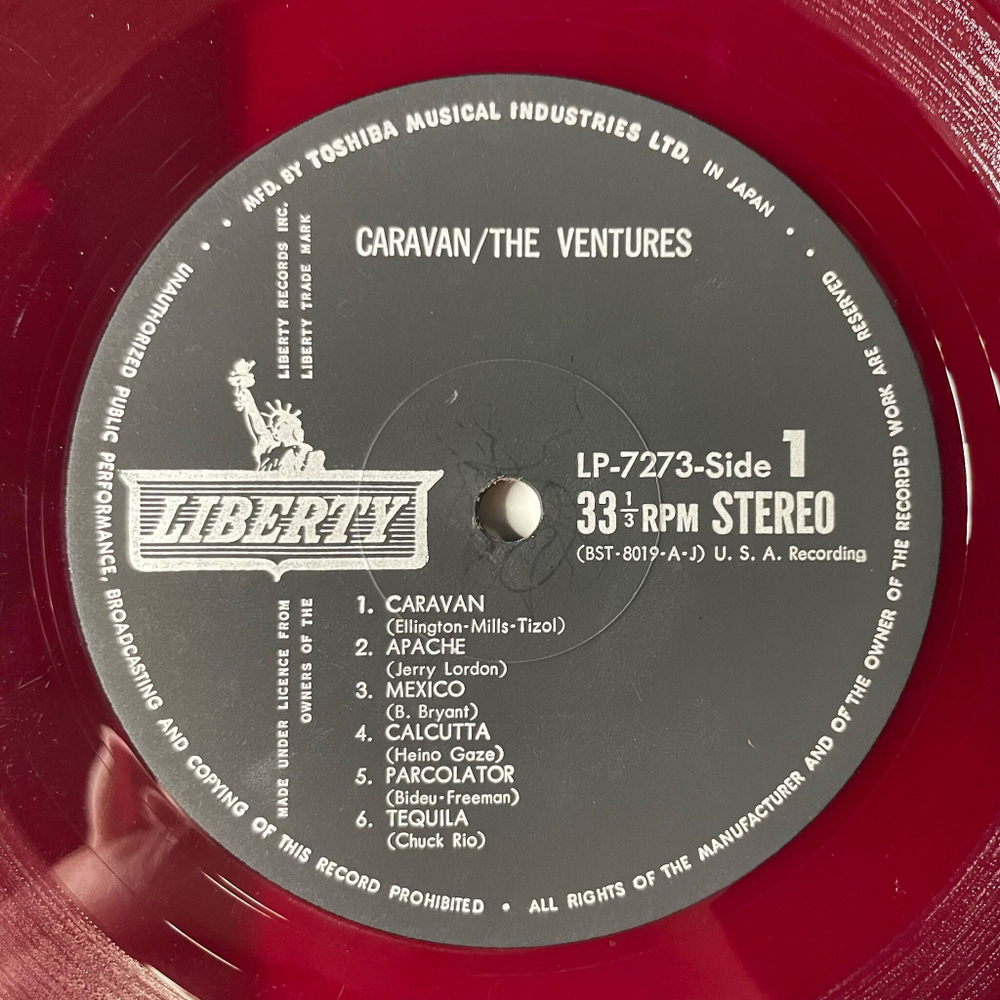 MFD. BY TOSHIBA MUSICAL INDUSTRIES LTD. IN JAPAN
CARAVAN/THE VENTURES
LIBERTY RECORDS INC.
LIBERTY TRADE MARK
LIBERTY
MADE UNDER LICENCE FROM
OWNERS OF THE
LP-7273-Side 1
33 1/3 RPM STEREO
(BST-8019-A-J) U. S. A. Recording
1. CARAVAN
(Ellington-Mills-Tizol)
2. APACHE
(Jerry Lordon)
3. MEXICO
(B. Bryant)
4. CALCUTTA
(Heino Gaze)
5. PARCOLATOR
(Bideu-Freeman)
6. TEQUILA
(Chuck Rio)
UNAUTHORIZED PUBLIC PERFORMANCE, BROADCASTING AND COPYING OF THIS RECORD PROHIBITED • ALL RIGHTS OF THE MANUFACTURER AND OF THE OWNER OF THE RECORDED WORK ARE RESERVED